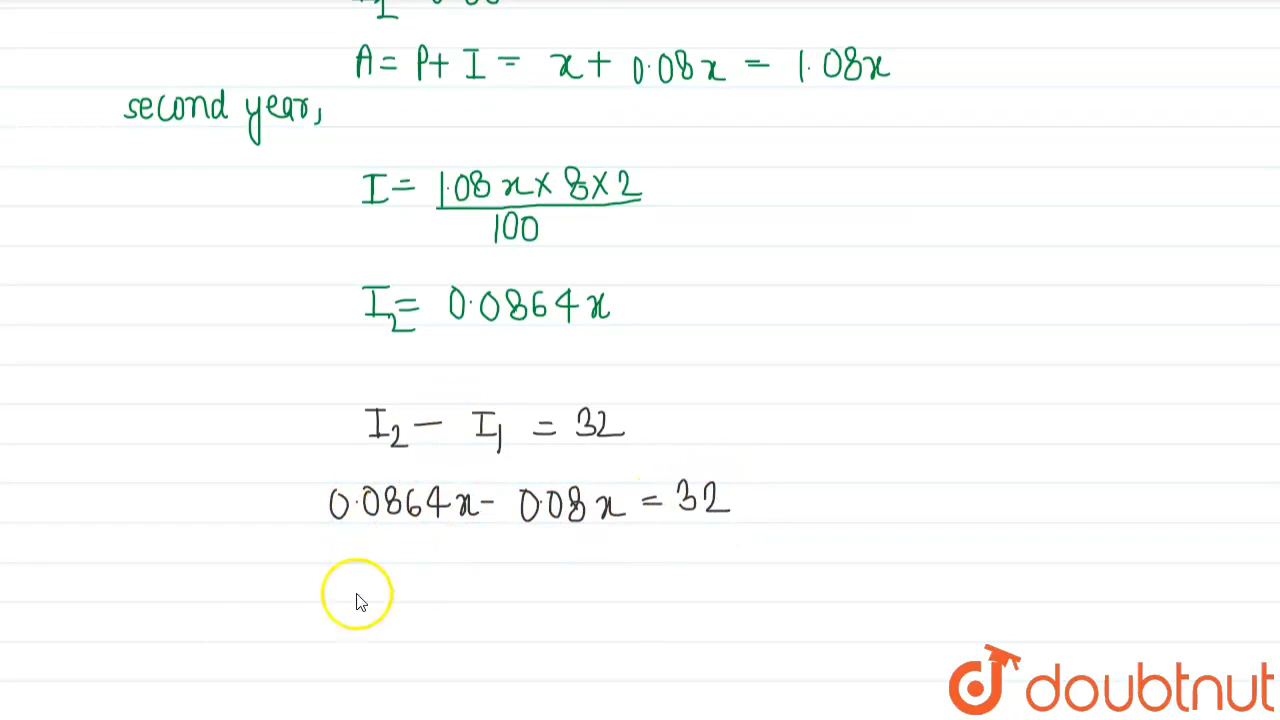 A = P + I = x + 0.08x = 1.08x
second year,
I = 1.08x × 8 × 2
100
I2 = 0.0864x
I2 - I1 = 32
0.0864x - 0.08x = 32
doubtnut